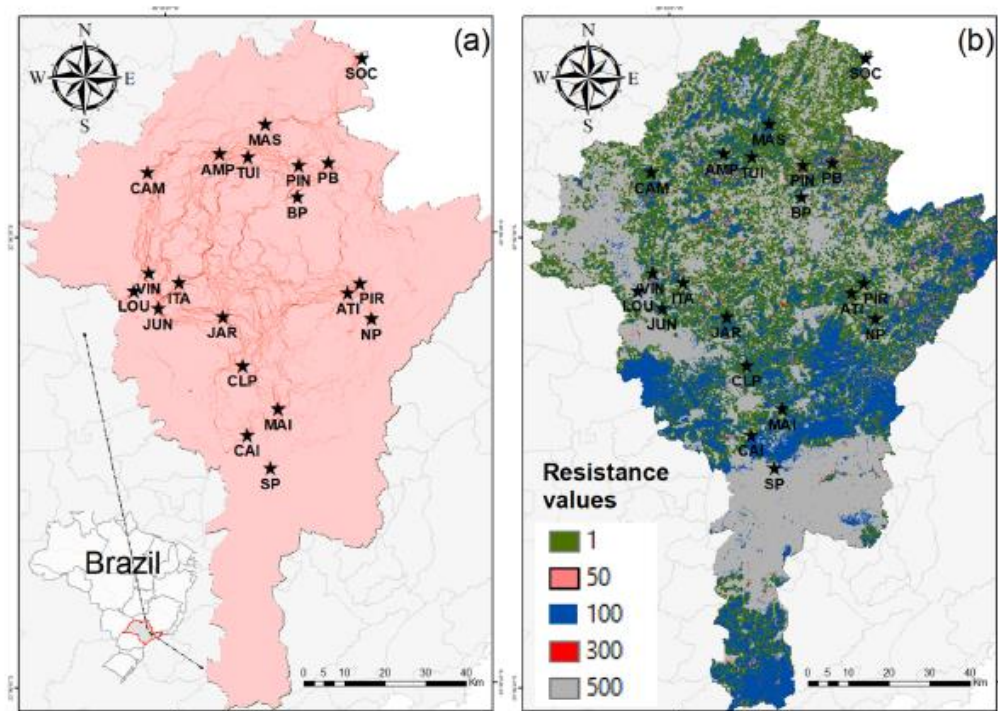 (a)
N
W E
S
SOC
MAS
AMP
TUI
PIN
PB
CAM
BP
VIN
ITA
LOU
JUN
JAR
PIR
ATI
NP
CLP
MAI
CAI
SP
Brazil
0 5 10 20 30 40
Km
(b)
N
W E
S
SOC
MAS
AMP
TUI
PIN
PB
CAM
BP
VIN
ITA
LOU
JUN
JAR
PIR
ATI
NP
CLP
MAI
CAI
SP
Resistance
values
1
50
100
300
500
0 5 10 20 30 40
Km